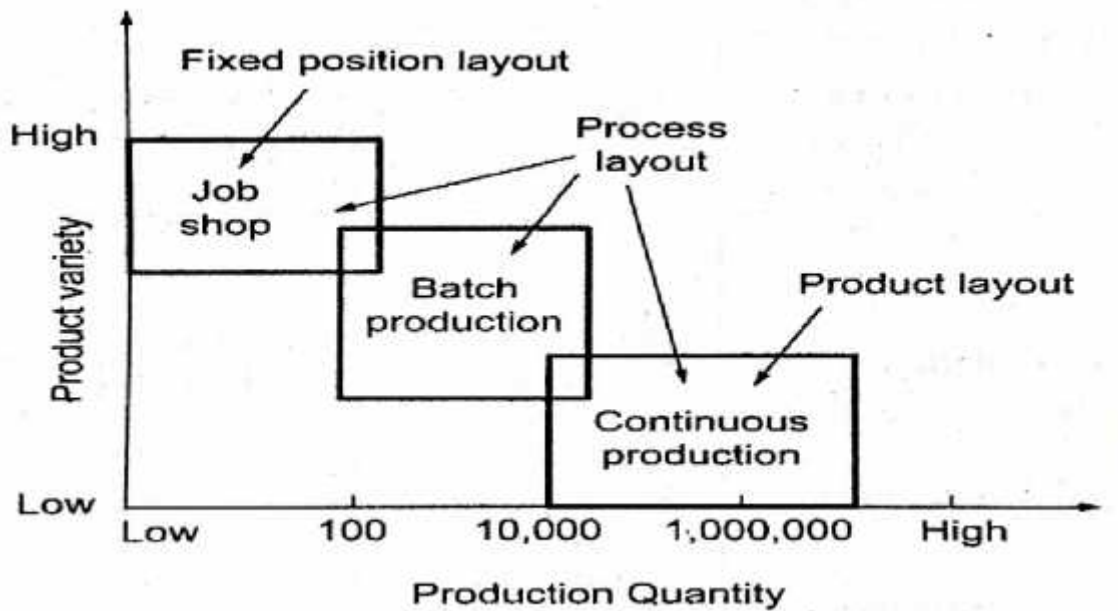 Fixed position layout
High
Process
layout
Job
shop
Product variety
Batch
production
Product layout
Continuous
production
Low
Low
100
10,000
1,000,000
High
Production Quantity